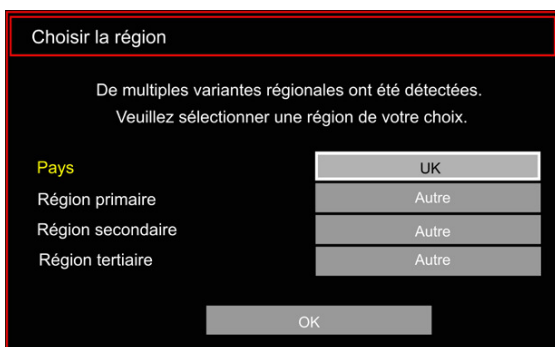 Choisir la région
De multiples variantes régionales ont été détectées.
Veuillez sélectionner une région de votre choix.
Pays UK
Région primaire Autre
Région secondaire Autre
Région tertiaire Autre
OK